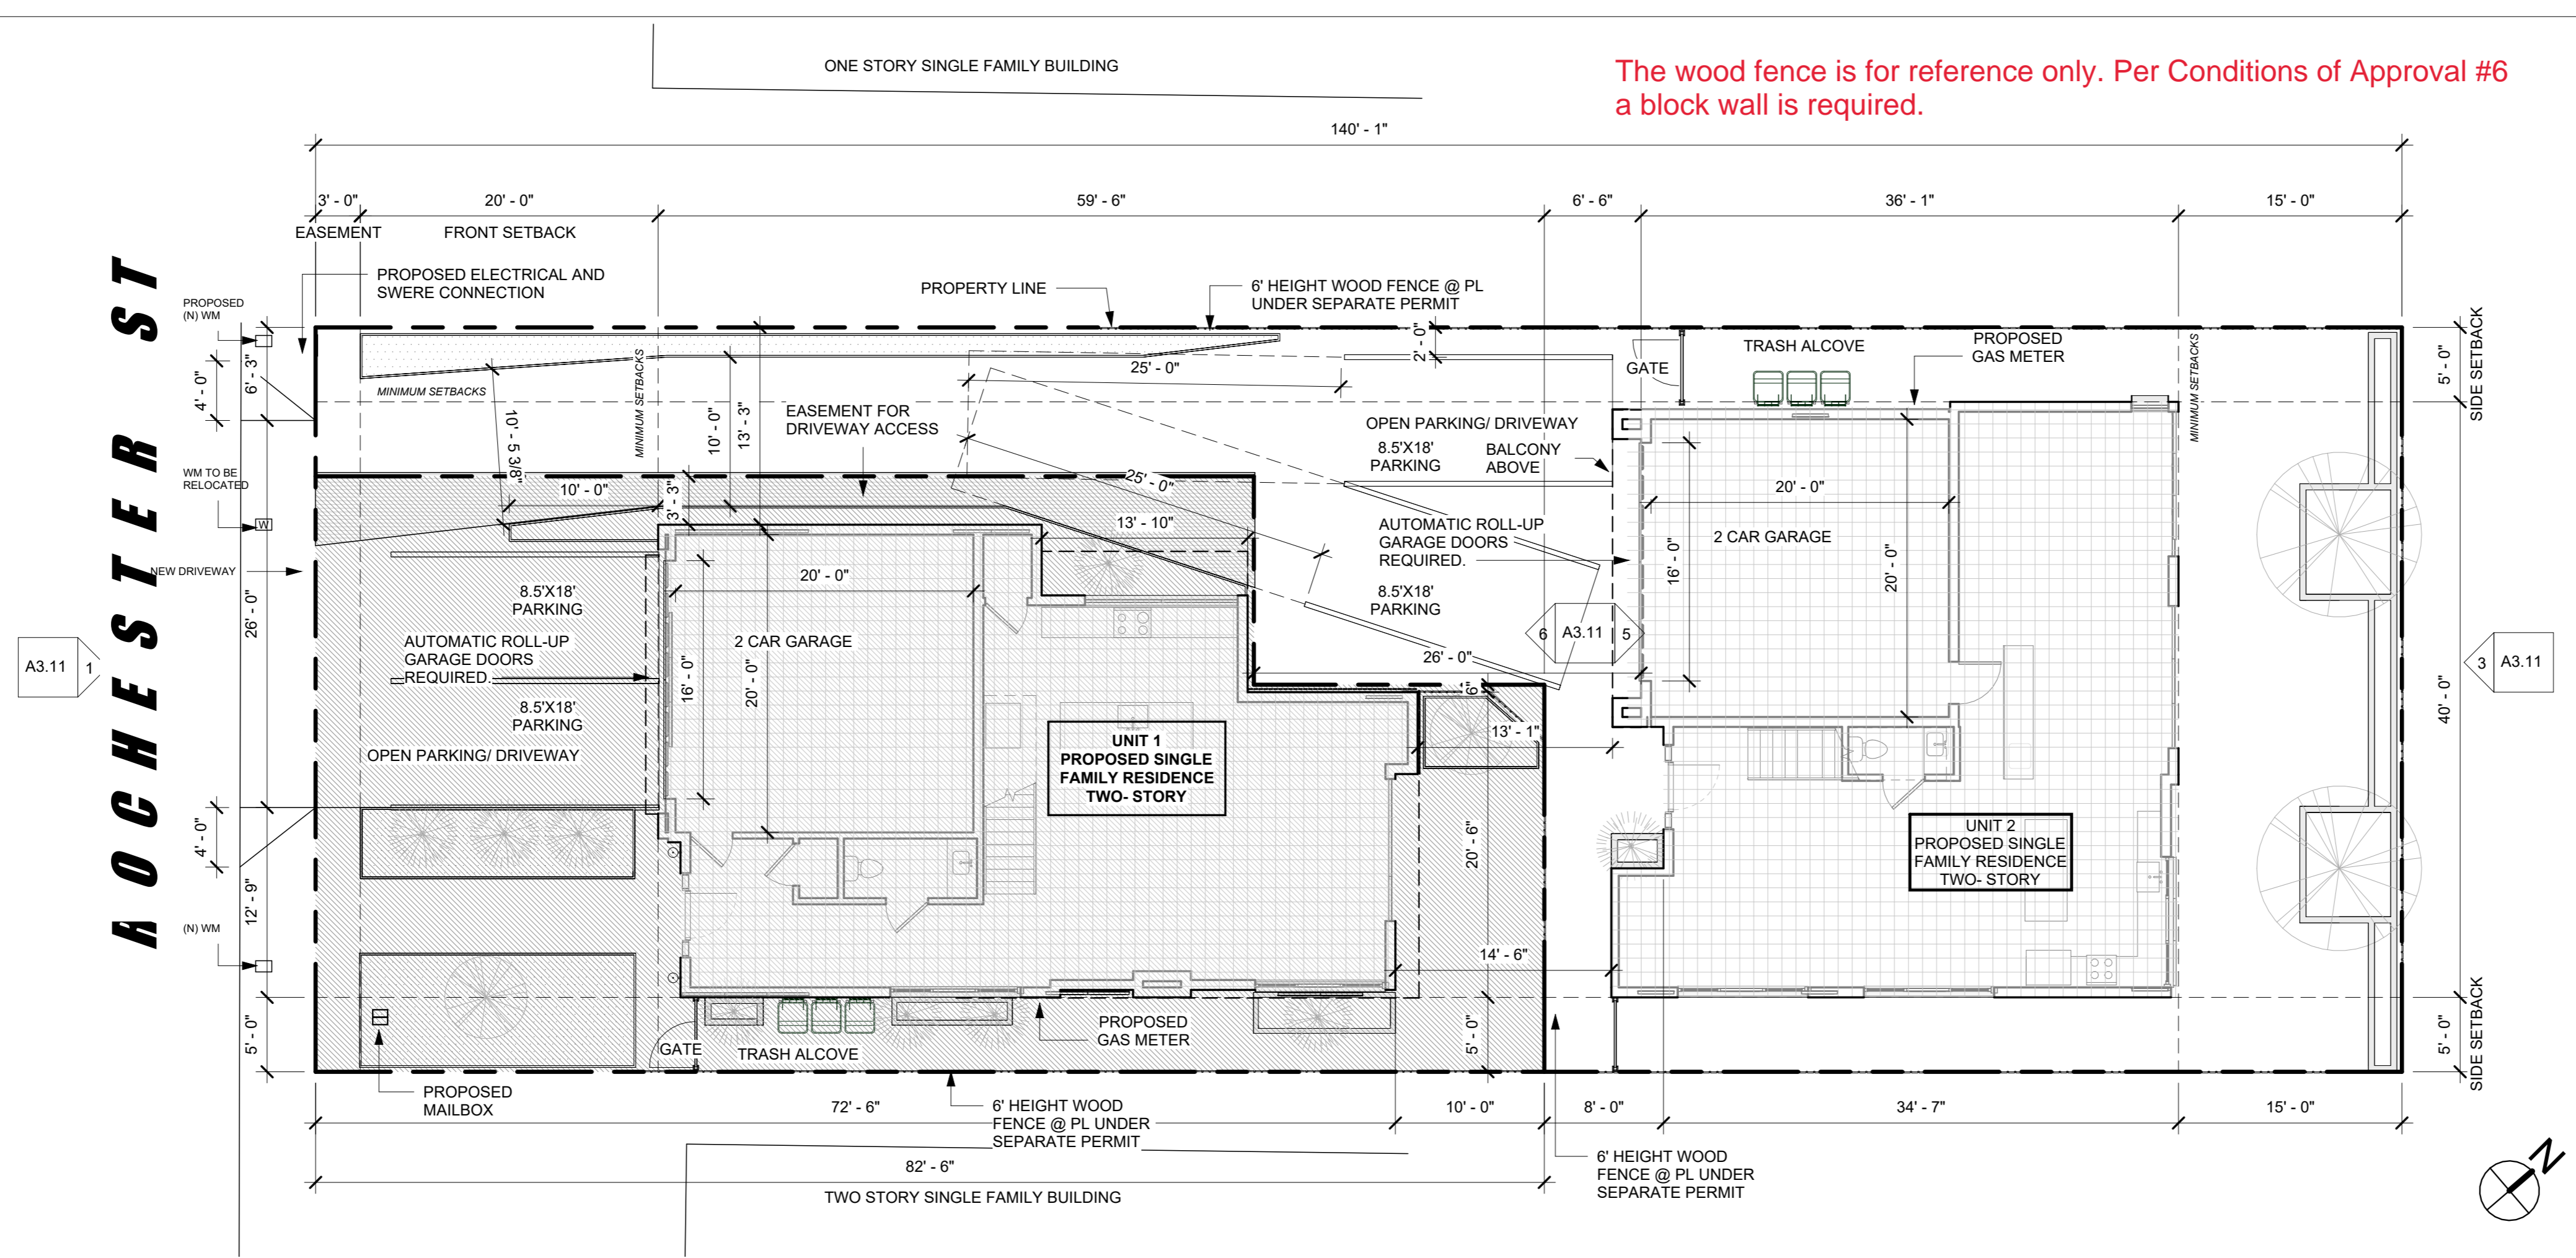 ONE STORY SINGLE FAMILY BUILDING
The wood fence is for reference only. Per Conditions of Approval #6
a block wall is required.
140' - 1"
3' - 0"
20' - 0"
59' - 6"
6' - 6"
36' - 1"
15' - 0"
EASEMENT
FRONT SETBACK
PROPOSED ELECTRICAL AND
SWERE CONNECTION
PROPERTY LINE
6' HEIGHT WOOD FENCE @ PL
UNDER SEPARATE PERMIT
PROPOSED
(N) WM
4' - 0"
6' - 3"
MINIMUM SETBACKS
MINIMUM SETBACKS
10' - 5 3/8"
10' - 0"
13' - 3"
EASEMENT FOR
DRIVEWAY ACCESS
25' - 0"
2' - 0"
GATE
TRASH ALCOVE
PROPOSED
GAS METER
MINIMUM SETBACKS
5' - 0"
SIDE SETBACK
OPEN PARKING/ DRIVEWAY
8.5'X18'
PARKING
BALCONY
ABOVE
WM TO BE
RELOCATED
W
10' - 0"
3' - 3"
25' - 0"
13' - 10"
20' - 0"
AUTOMATIC ROLL-UP
GARAGE DOORS
REQUIRED.
2 CAR GARAGE
16' - 0"
20' - 0"
NEW DRIVEWAY
ROCHESTER ST
26' - 0"
8.5'X18'
PARKING
20' - 0"
8.5'X18'
PARKING
AUTOMATIC ROLL-UP
GARAGE DOORS
REQUIRED.
2 CAR GARAGE
16' - 0"
20' - 0"
6
A3.11
5
26' - 0"
6"
A3.11
1
3
A3.11
40' - 0"
8.5'X18'
PARKING
OPEN PARKING/ DRIVEWAY
UNIT 1
PROPOSED SINGLE
FAMILY RESIDENCE
TWO- STORY
13' - 1"
4' - 0"
12' - 9"
20' - 6"
UNIT 2
PROPOSED SINGLE
FAMILY RESIDENCE
TWO- STORY
(N) WM
14' - 6"
5' - 0"
GATE
TRASH ALCOVE
PROPOSED
GAS METER
5' - 0"
5' - 0"
SIDE SETBACK
PROPOSED
MAILBOX
72' - 6"
6' HEIGHT WOOD
FENCE @ PL UNDER
SEPARATE PERMIT
10' - 0"
8' - 0"
34' - 7"
15' - 0"
82' - 6"
6' HEIGHT WOOD
FENCE @ PL UNDER
SEPARATE PERMIT
TWO STORY SINGLE FAMILY BUILDING
N